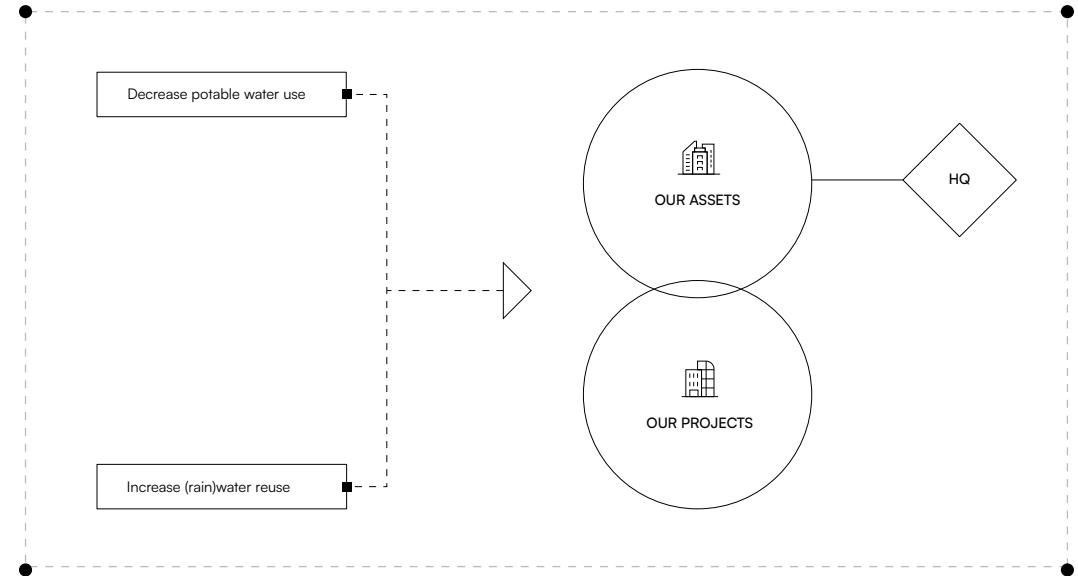 Decrease potable water use
OUR ASSETS
HQ
OUR PROJECTS
Increase (rain)water reuse